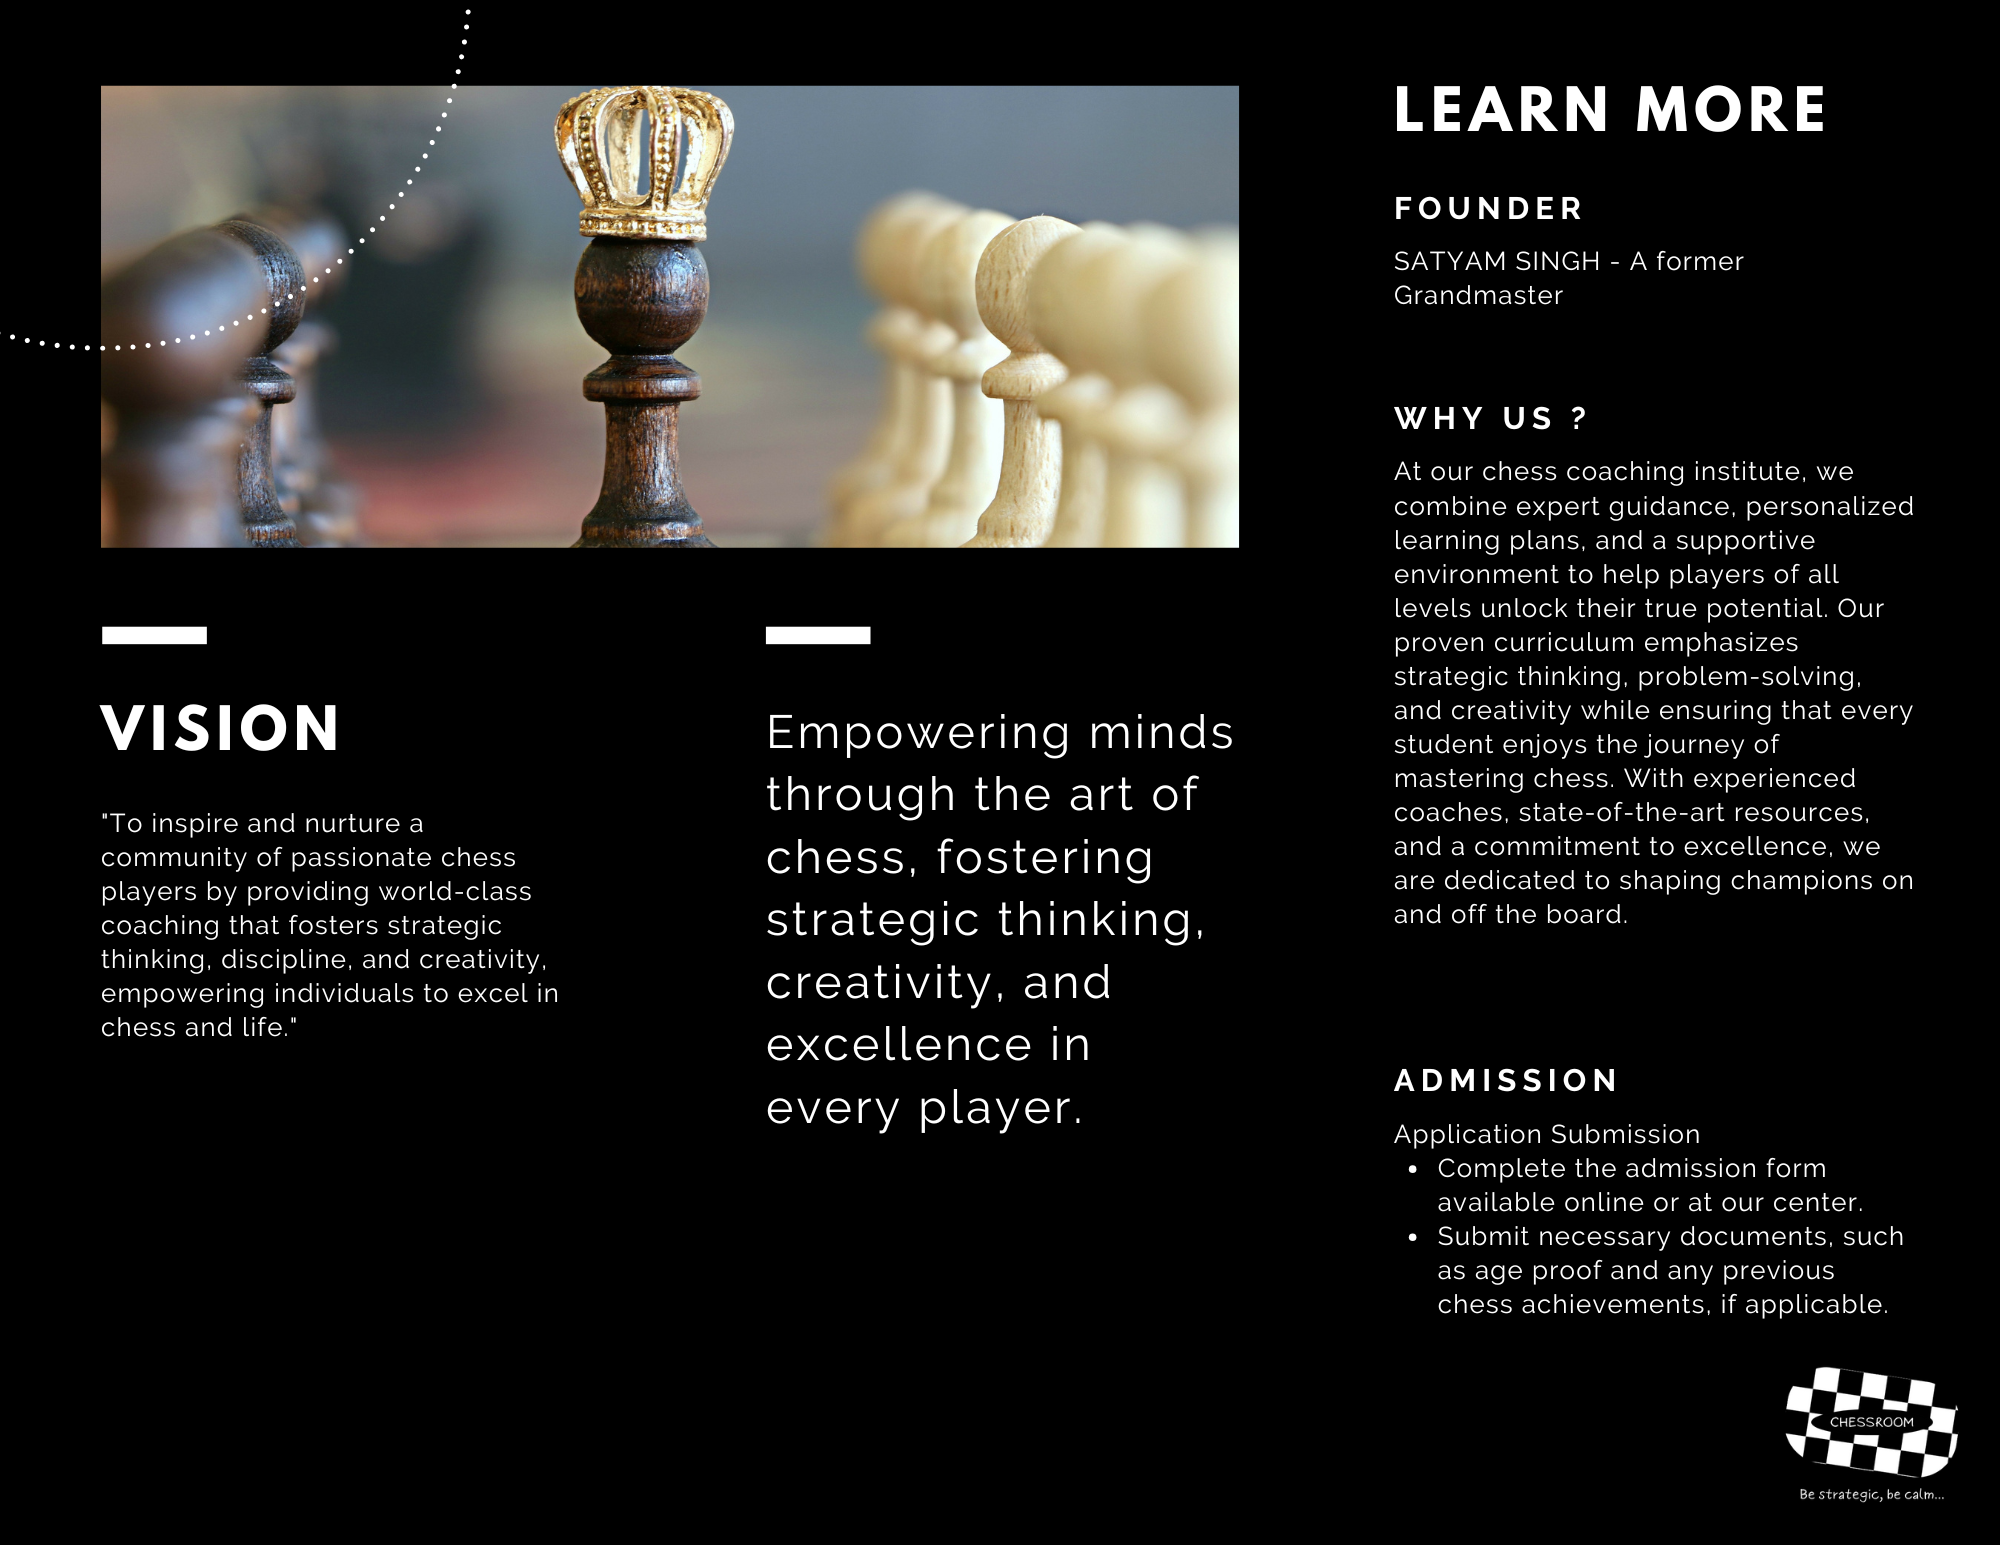 VISION
"To inspire and nurture a
community of passionate chess
players by providing world-class
coaching that fosters strategic
thinking, discipline, and creativity,
empowering individuals to excel in
chess and life."
Empowering minds
through the art of
chess, fostering
strategic thinking,
creativity, and
excellence in
every player.
LEARN MORE
FOUNDER
SATYAM SINGH - A former
Grandmaster
WHY US ?
At our chess coaching institute, we
combine expert guidance, personalized
learning plans, and a supportive
environment to help players of all
levels unlock their true potential. Our
proven curriculum emphasizes
strategic thinking, problem-solving,
and creativity while ensuring that every
student enjoys the journey of
mastering chess. With experienced
coaches, state-of-the-art resources,
and a commitment to excellence, we
are dedicated to shaping champions on
and off the board.
ADMISSION
Application Submission
• Complete the admission form
available online or at our center.
• Submit necessary documents, such
as age proof and any previous
chess achievements, if applicable.
CHESSROOM
Be strategic, be calm...